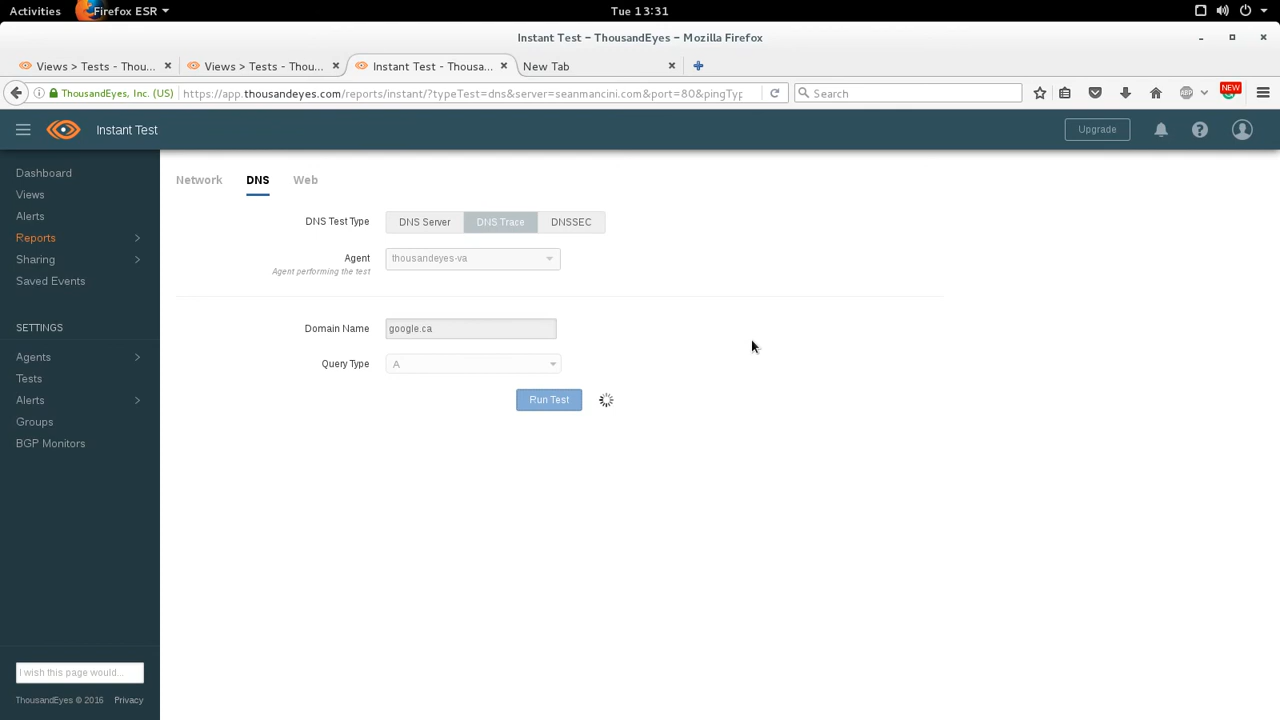 Activities Firefox ESR Tue 13:31
Instant Test – ThousandEyes – Mozilla Firefox
Views > Tests - Thou... Views > Tests - Thou... Instant Test - Thousa... New Tab
ThousandEyes, Inc. (US) https://app.thousandeyes.com/reports/instant/?typeTest=dns&server=seanmancini.com&port=80&pingTyp Search NEW
Instant Test Upgrade
Dashboard
Views
Alerts
Reports
Sharing
Saved Events
SETTINGS
Agents
Tests
Alerts
Groups
BGP Monitors
I wish this page would...
ThousandEyes © 2016 Privacy
Network DNS Web
DNS Test Type DNS Server DNS Trace DNSSEC
Agent thousandeyes-va
Agent performing the test
Domain Name google.ca
Query Type A
Run Test